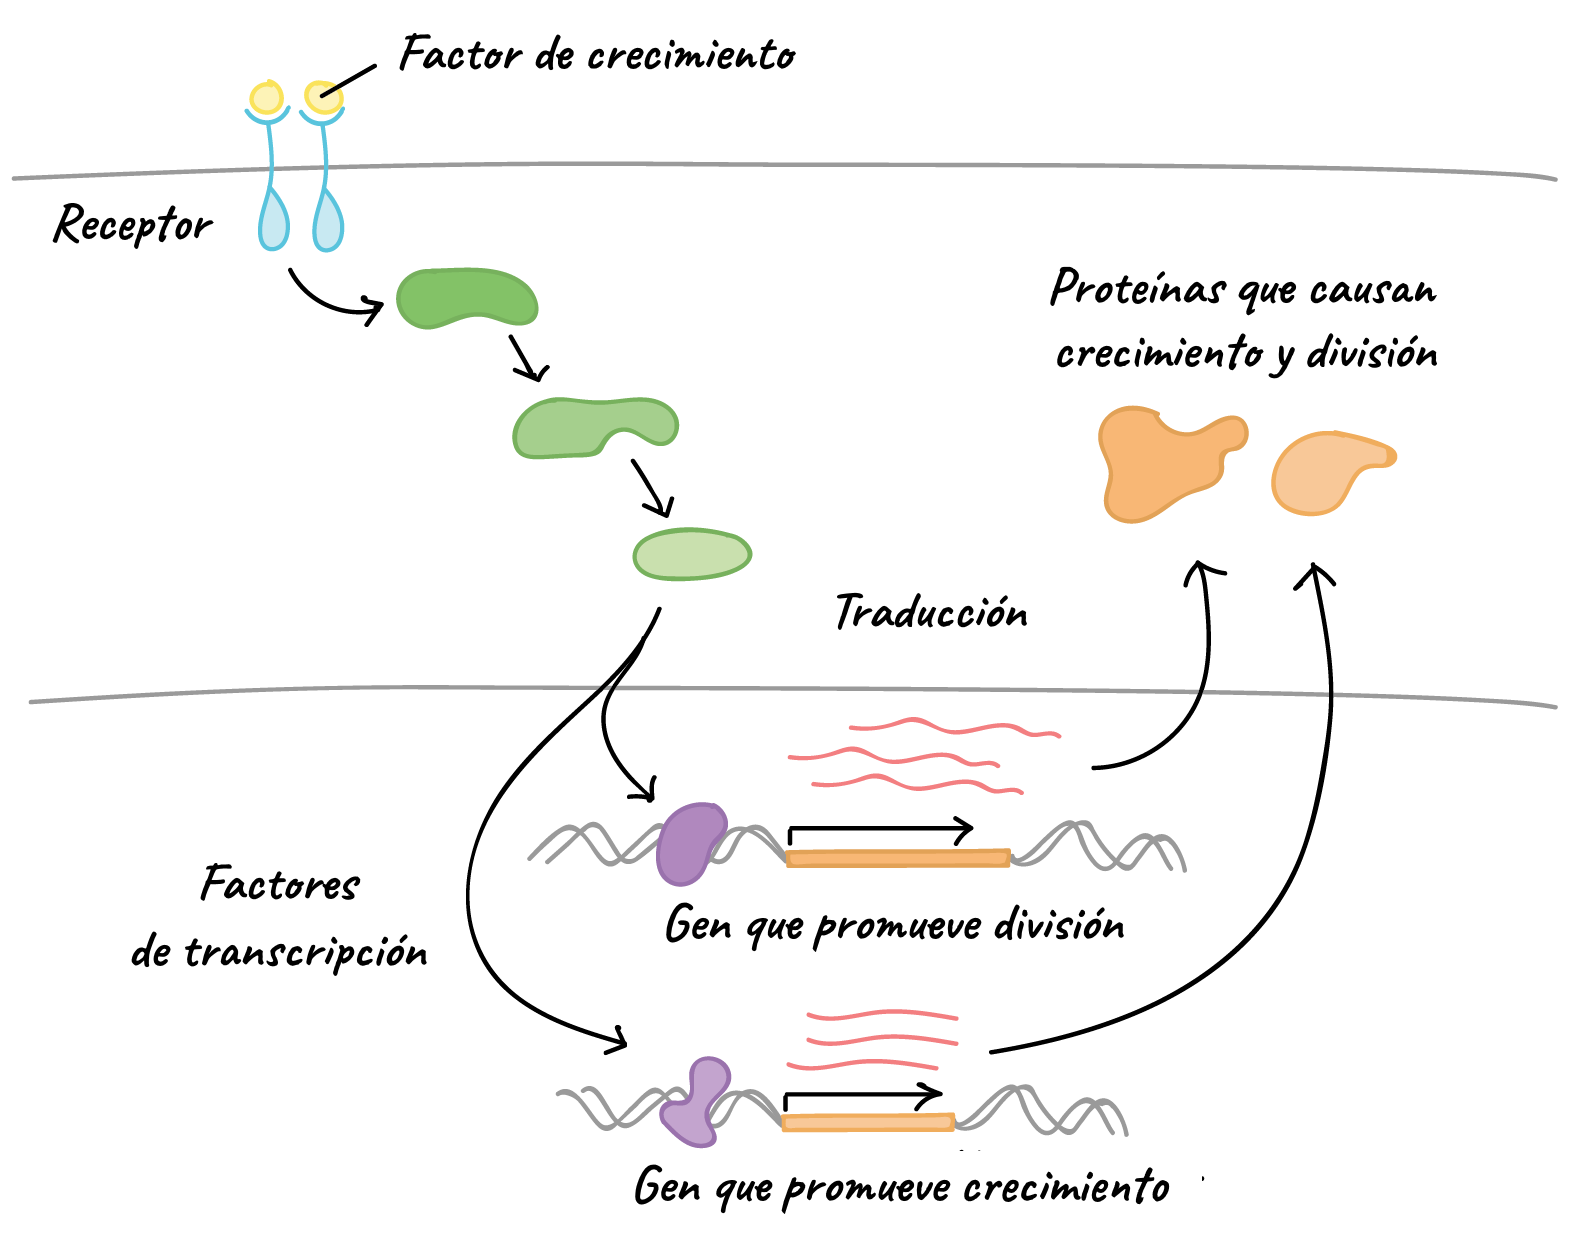 Factor de crecimiento
Receptor
Proteínas que causan
crecimiento y división
Traducción
Factores
de transcripción
Gen que promueve división
Gen que promueve crecimiento